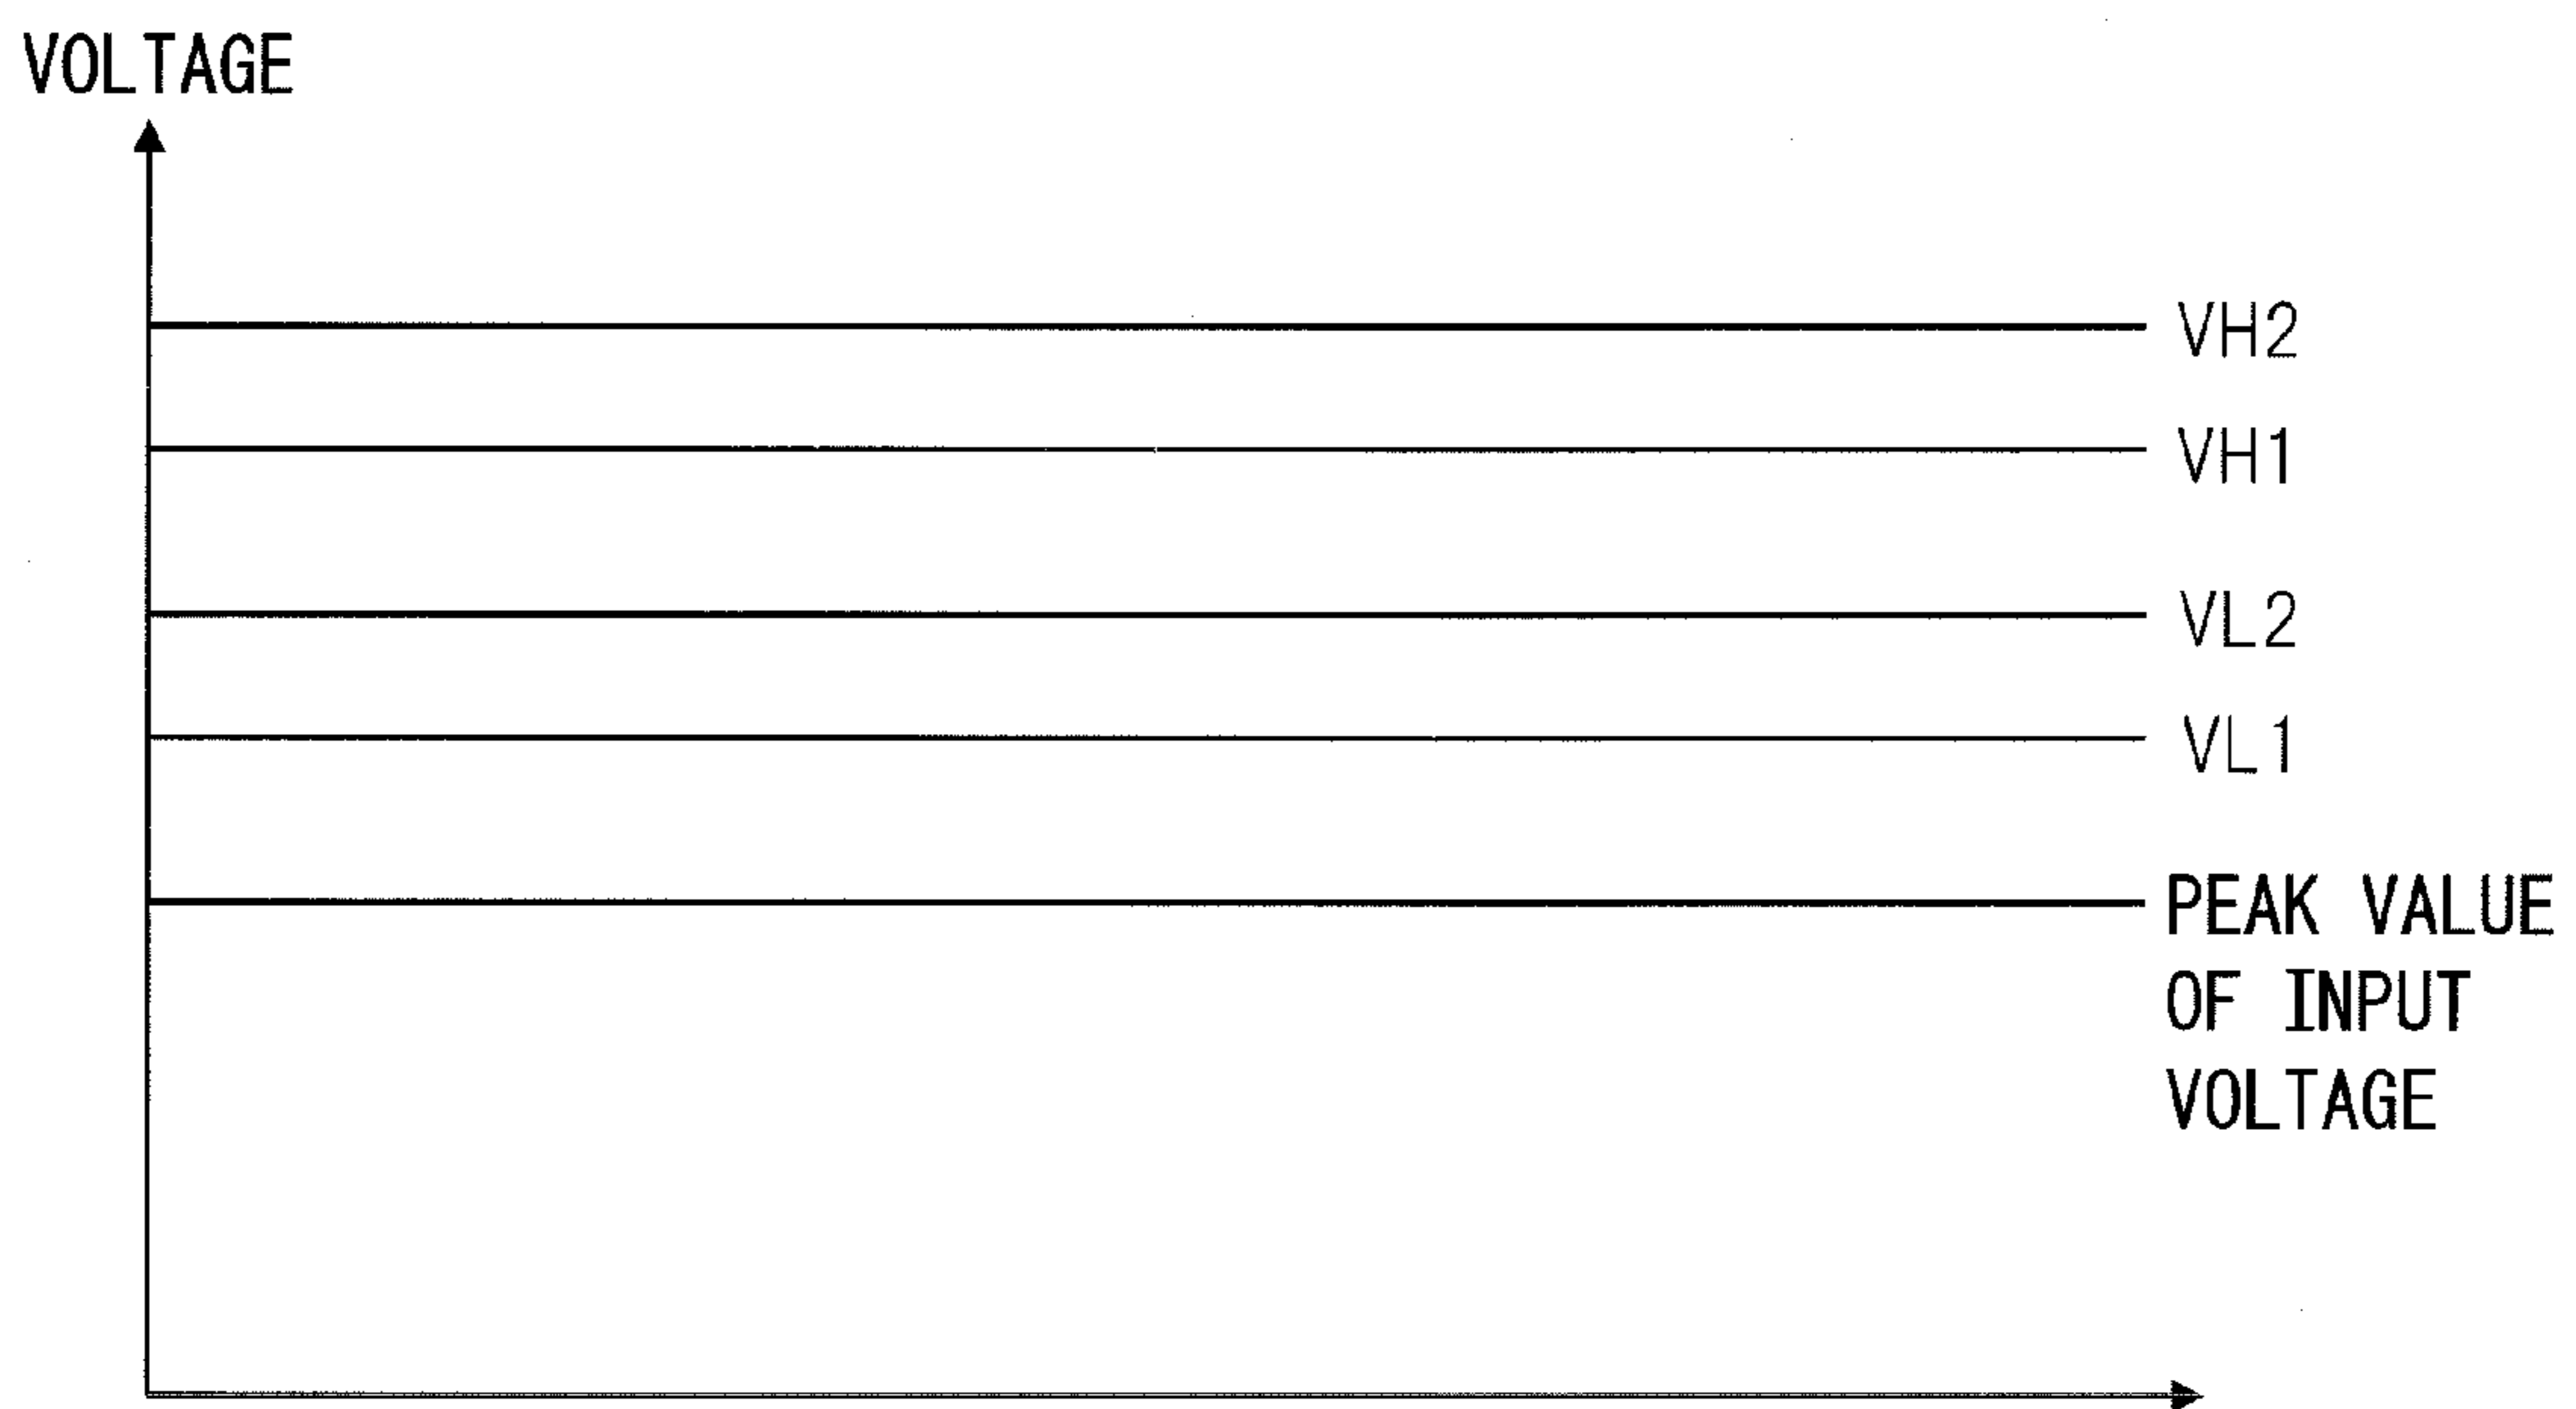 VOLTAGE
VH2
VH1
VL2
VL1
PEAK VALUE
OF INPUT
VOLTAGE